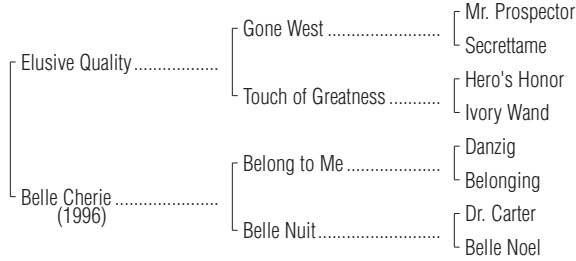 Mr. Prospector
Gone West
Secrettame
Elusive Quality
Hero's Honor
Touch of Greatness
Ivory Wand
Danzig
Belong to Me
Belonging
Belle Cherie
(1996)
Dr. Carter
Belle Nuit
Belle Noel